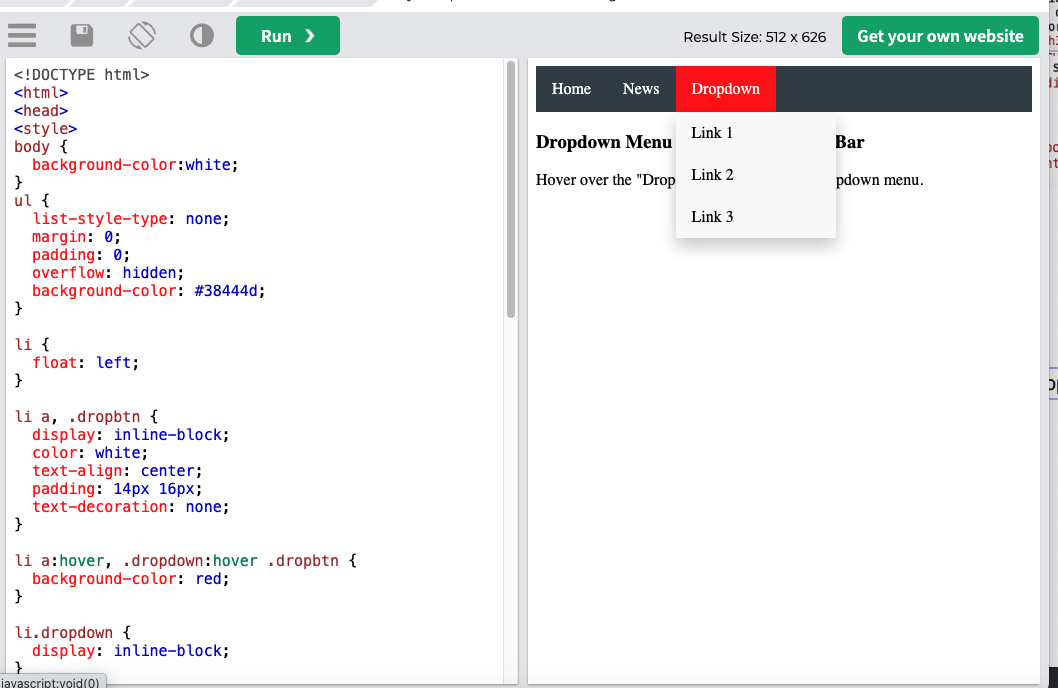 Run ❯
Result Size: 512 x 626
Get your own website
<!DOCTYPE html>
<html>
<head>
<style>
body {
  background-color:white;
}
ul {
  list-style-type: none;
  margin: 0;
  padding: 0;
  overflow: hidden;
  background-color: #38444d;
}

li {
  float: left;
}

li a, .dropbtn {
  display: inline-block;
  color: white;
  text-align: center;
  padding: 14px 16px;
  text-decoration: none;
}

li a:hover, .dropdown:hover .dropbtn {
  background-color: red;
}

li.dropdown {
  display: inline-block;
}
javascript:void(0)
Home News Dropdown
Link 1
Dropdown Menu Bar
Link 2
Hover over the "Drop pdown menu.
Link 3